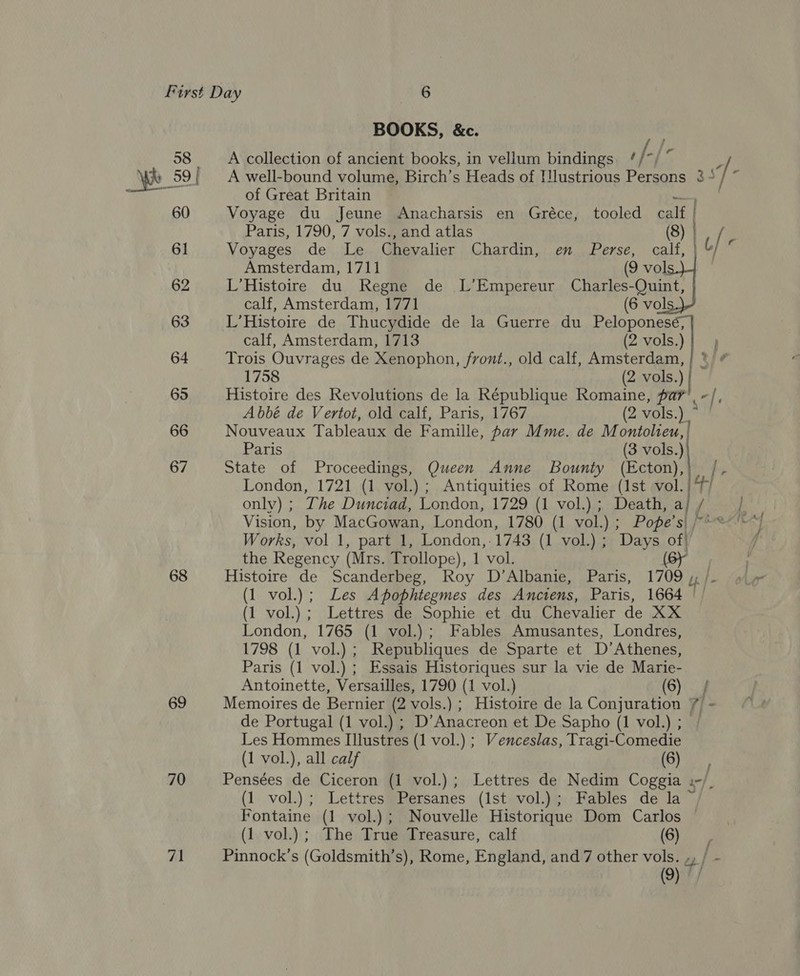 First Day 6
BOOKS, &c.
58 A collection of ancient books, in vellum bindings
59 A well-bound volume, Birch's Heads of Illustrious Persons
of Great Britain
60 Voyage du Jeune Anacharsis en Gréce, tooled calf
Paris, 1790, 7 vols., and atlas (8)
61 Voyages de Le Chevalier Chardin, en Perse, calf,
Amsterdam, 1711 (9 vols.)
62 L'Histoire du Regne de L'Empereur Charles-Quint,
calf, Amsterdam, 1771 (6 vols.)
63 L'Histoire de Thucydide de la Guerre du Peloponesé,
calf, Amsterdam, 1713 (2 vols.)
64 Trois Ouvrages de Xenophon, front., old calf, Amsterdam,
1758 (2 vols.)
65 Histoire des Revolutions de la République Romaine, par
Abbé de Vertot, old calf, Paris, 1767 (2 vols.)
66 Nouveaux Tableaux de Famille, par Mme. de Montolieu,
Paris (3 vols.)
67 State of Proceedings, Queen Anne Bounty (Ecton),
London, 1721 (1 vol.); Antiquities of Rome (1st vol.
only); The Dunciad, London, 1729 (1 vol.); Death, a
Vision, by MacGowan, London, 1780 (1 vol.); Pope's
Works, vol 1, part 1, London, 1743 (1 vol.); Days of
the Regency (Mrs. Trollope), 1 vol. (6)
68 Histoire de Scanderbeg, Roy D'Albanie, Paris, 1709
(1 vol.); Les Apophtegmes des Anciens, Paris, 1664
(1 vol.); Lettres de Sophie et du Chevalier de XX
London, 1765 (1 vol.); Fables Amusantes, Londres,
1798 (1 vol.); Republiques de Sparte et D'Athenes,
Paris (1 vol.); Essais Historiques sur la vie de Marie-
Antoinette, Versailles, 1790 (1 vol.) (6)
69 Memoires de Bernier (2 vols.); Histoire de la Conjuration
de Portugal (1 vol.); D'Anacreon et De Sapho (1 vol.);
Les Hommes Illustres (1 vol.); Venceslas, Tragi-Comedie
(1 vol.), all calf (6)
70 Pensées de Ciceron (1 vol.); Lettres de Nedim Coggia
(1 vol.); Lettres Persanes (1st vol.); Fables de la
Fontaine (1 vol.); Nouvelle Historique Dom Carlos
(1 vol.); The True Treasure, calf (6)
71 Pinnock's (Goldsmith's), Rome, England, and 7 other vols.
(9)